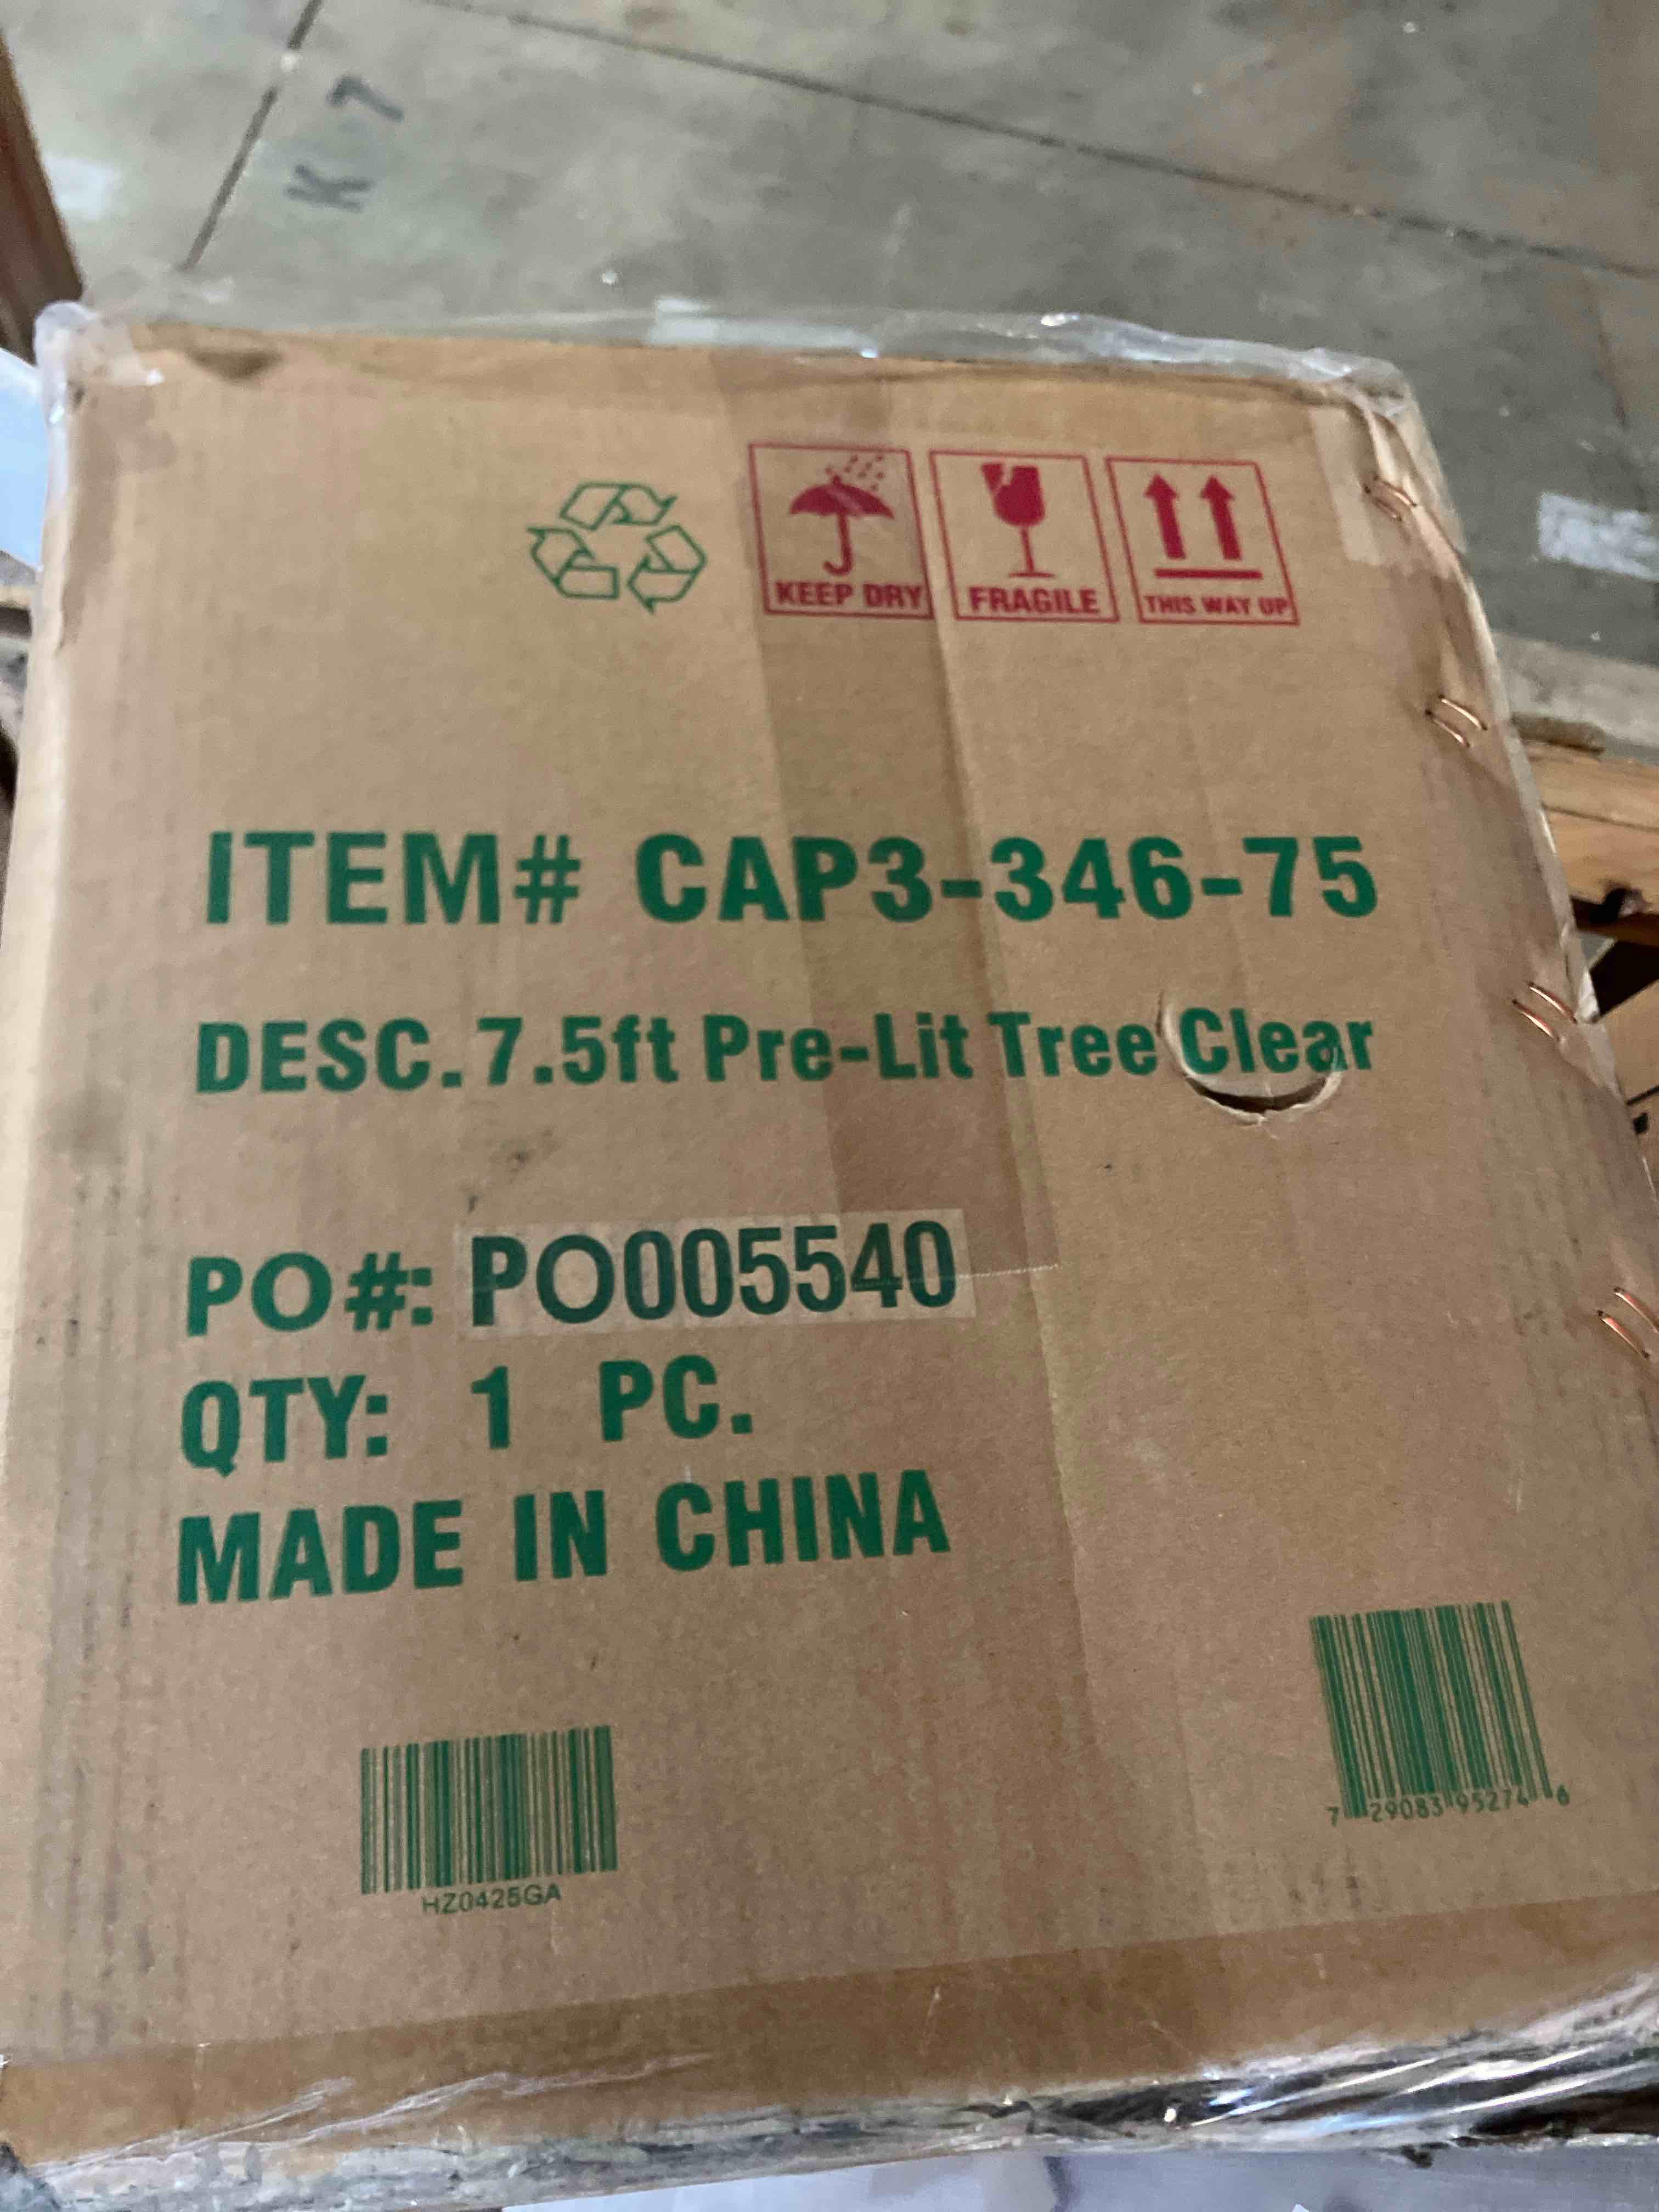 K 7
KEEP DRY
FRAGILE
THIS WAY UP
ITEM# CAP3-346-75
DESC.7.5ft Pre-Lit Tree Clear
PO#: PO005540
QTY: 1 PC.
MADE IN CHINA
7 29083 95274 6
HZ0425GA